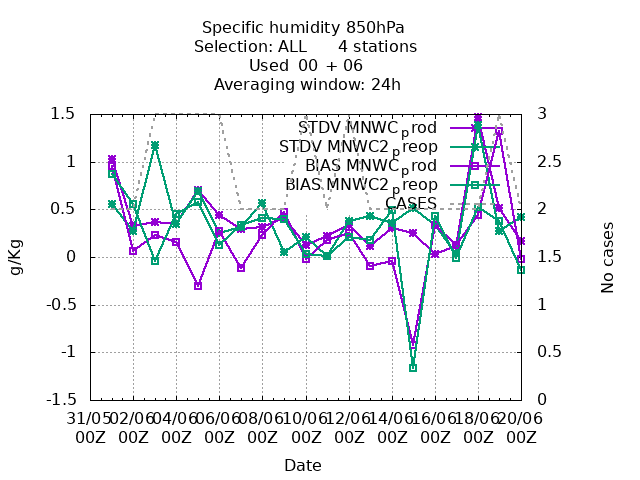 Specific humidity 850hPa
Selection: ALL 4 stations
Used 00 + 06
Averaging window: 24h
1.5
1
0.5
0
-0.5
-1
-1.5
g/Kg
STDV MNWC_prod
STDV MNWC2_preop
BIAS MNWC_prod
BIAS MNWC2_preop
CASES
3
2.5
2
1.5
1
0.5
0
No cases
31/05 02/06 04/06 06/06 08/06 10/06 12/06 14/06 16/06 18/06 20/06
00Z 00Z 00Z 00Z 00Z 00Z 00Z 00Z 00Z 00Z 00Z
Date